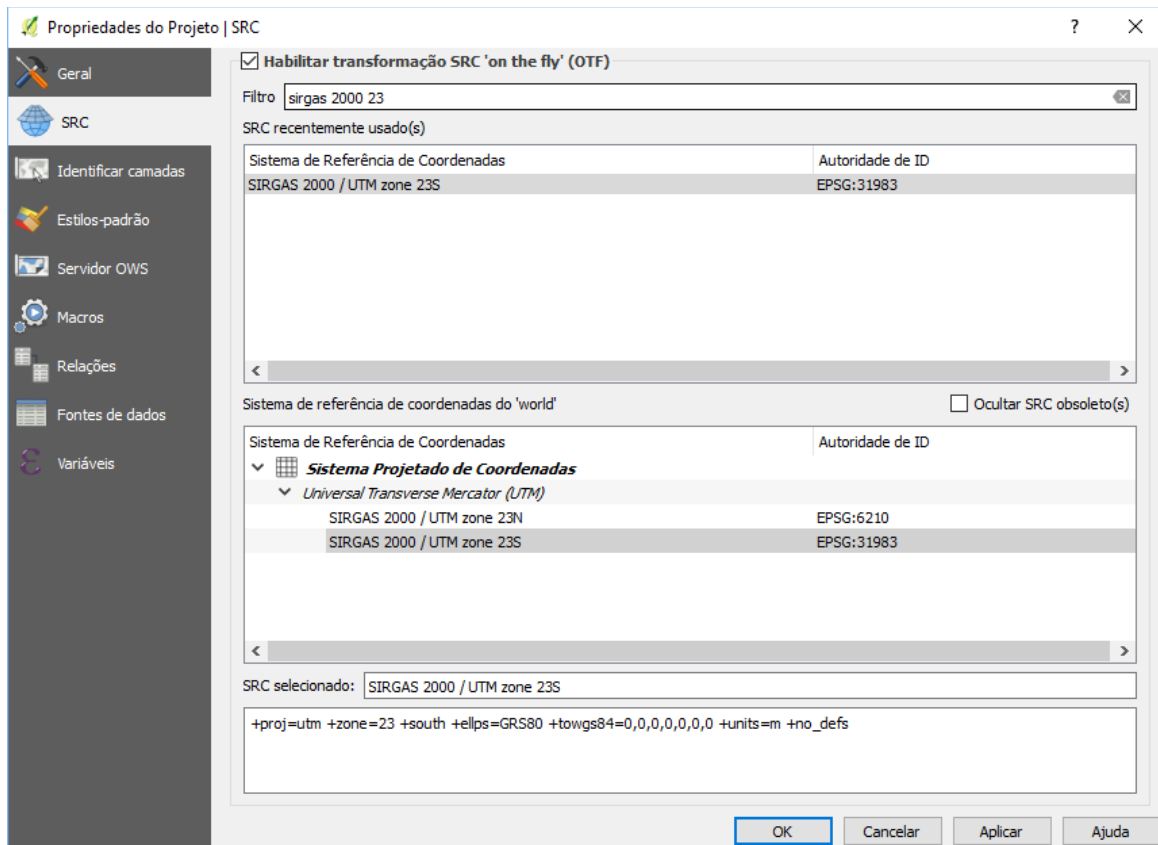 Propriedades do Projeto | SRC
?
Geral
SRC
Identificar camadas
Estilos-padrão
Servidor OWS
Macros
Relações
Fontes de dados
Variáveis
Habilitar transformação SRC 'on the fly' (OTF)
Filtro sirgas 2000 23
SRC recentemente usado(s)
Sistema de Referência de Coordenadas Autoridade de ID
SIRGAS 2000 / UTM zone 23S EPSG:31983
Sistema de referência de coordenadas do 'world' Ocultar SRC obsoleto(s)
Sistema de Referência de Coordenadas Autoridade de ID
Sistema Projetado de Coordenadas
Universal Transverse Mercator (UTM)
SIRGAS 2000 / UTM zone 23N EPSG:6210
SIRGAS 2000 / UTM zone 23S EPSG:31983
SRC selecionado: SIRGAS 2000 / UTM zone 23S
+proj=utm +zone=23 +south +ellps=GRS80 +towgs84=0,0,0,0,0,0,0 +units=m +no_defs
OK Cancelar Aplicar Ajuda